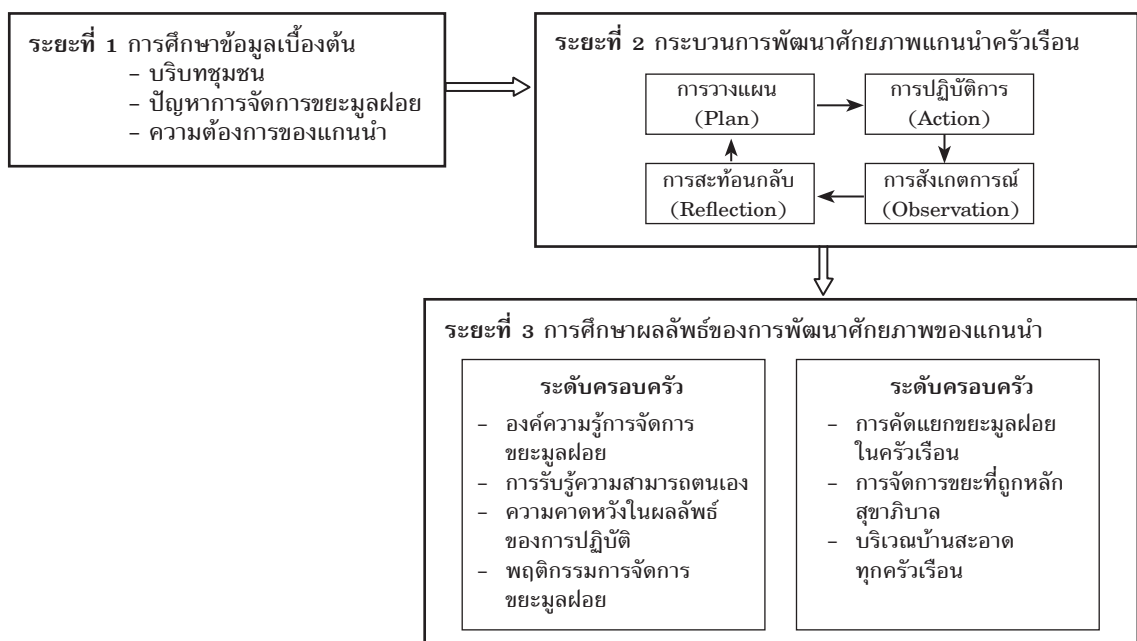 ระยะที่ 1 การศึกษาข้อมูลเบื้องต้น
– บริบทชุมชน
– ปัญหาการจัดการขยะมูลฝอย
– ความต้องการของแกนนำ
ระยะที่ 2 กระบวนการพัฒนาศักยภาพแกนนำครัวเรือน
การวางแผน
(Plan)
การปฏิบัติการ
(Action)
การสะท้อนกลับ
(Reflection)
การสังเกตการณ์
(Observation)
ระยะที่ 3 การศึกษาผลลัพธ์ของการพัฒนาศักยภาพของแกนนำ
ระดับครอบครัว
– องค์ความรู้การจัดการ
ขยะมูลฝอย
– การรับรู้ความสามารถตนเอง
– ความคาดหวังในผลลัพธ์
ของการปฏิบัติ
– พฤติกรรมการจัดการ
ขยะมูลฝอย
ระดับครอบครัว
– การคัดแยกขยะมูลฝอย
ในครัวเรือน
– การจัดการขยะที่ถูกหลัก
สุขาภิบาล
– บริเวณบ้านสะอาด
ทุกครัวเรือน